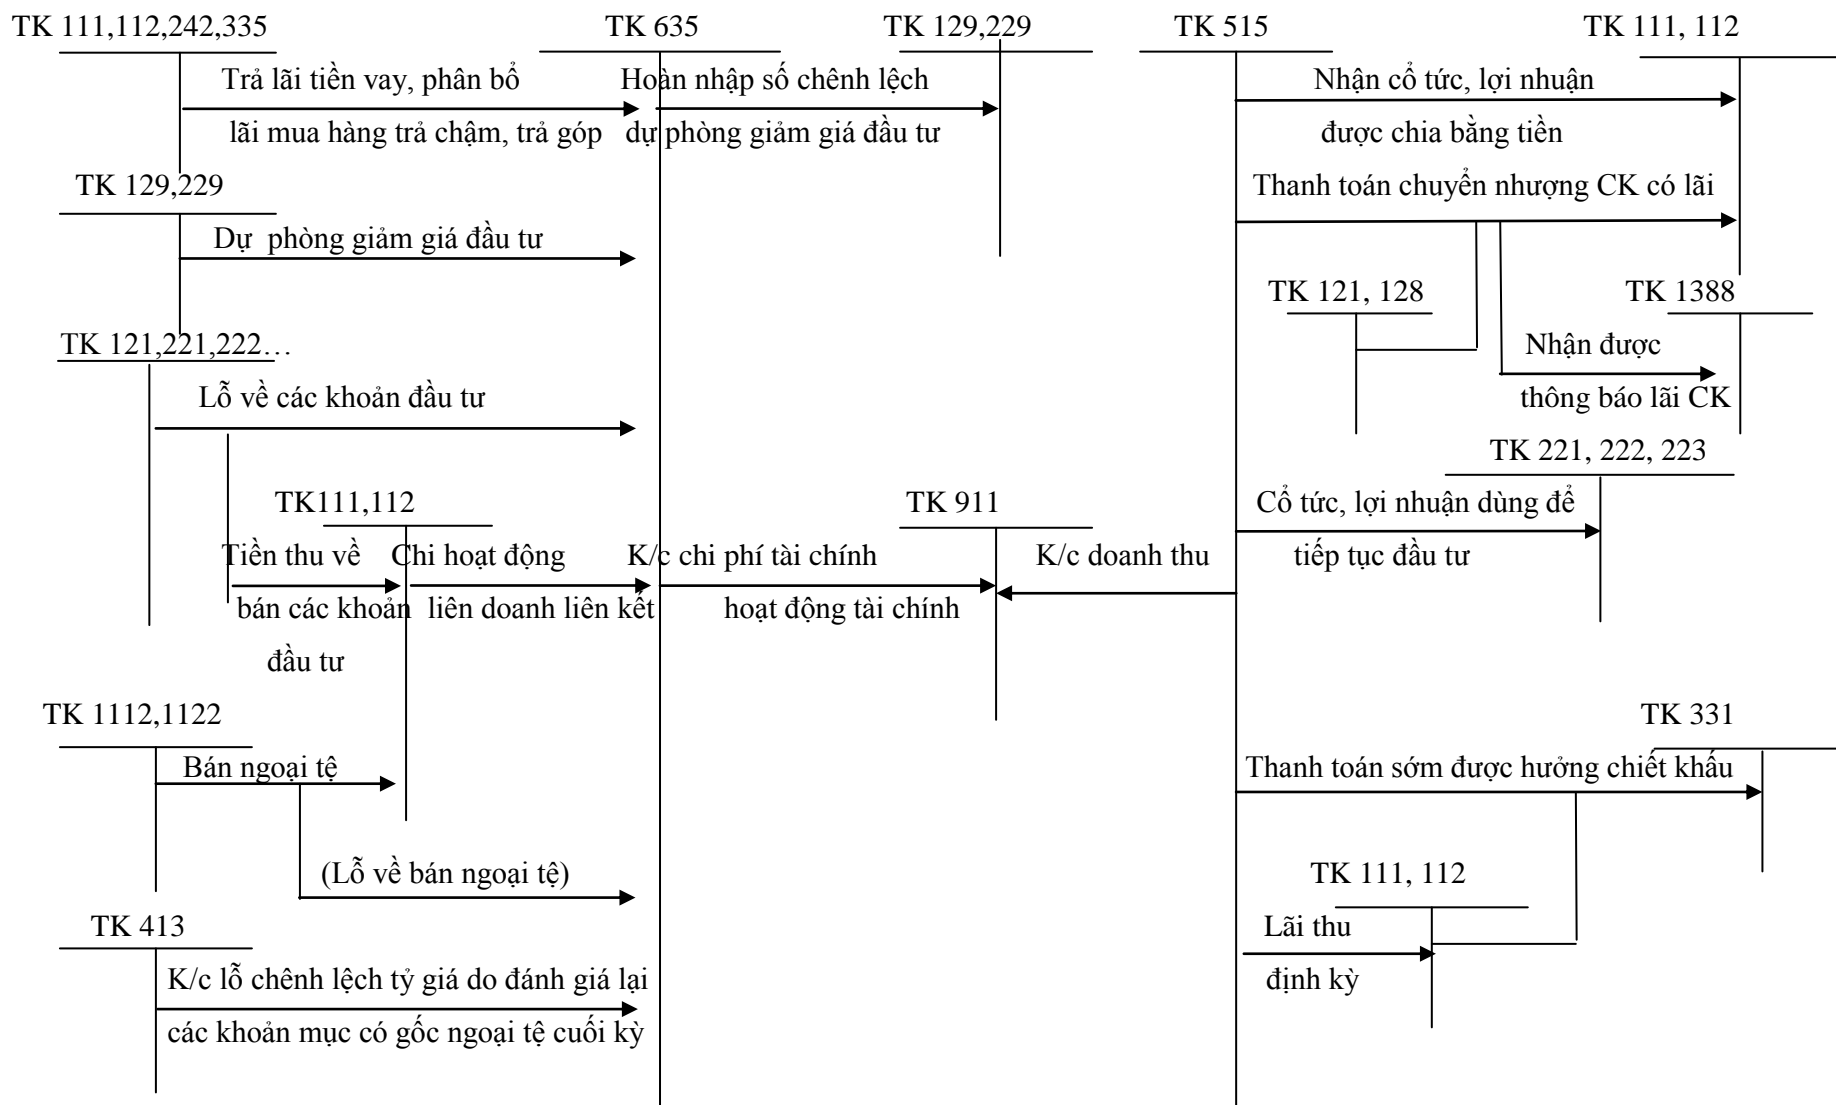 TK 111,112,242,335
TK 635
TK 129,229
TK 515
TK 111, 112
Trả lãi tiền vay, phân bổ
lãi mua hàng trả chậm, trả góp
Hoàn nhập số chênh lệch
dự phòng giảm giá đầu tư
Nhận cổ tức, lợi nhuận
được chia bằng tiền
TK 129,229
Thanh toán chuyển nhượng CK có lãi
Dự phòng giảm giá đầu tư
TK 121, 128
TK 1388
TK 121,221,222…
Nhận được
thông báo lãi CK
Lỗ về các khoản đầu tư
TK 221, 222, 223
TK111,112
TK 911
Cổ tức, lợi nhuận dùng để
tiếp tục đầu tư
Tiền thu về
bán các khoản
đầu tư
Chi hoạt động
liên doanh liên kết
K/c chi phí tài chính
K/c doanh thu
hoạt động tài chính
TK 1112,1122
TK 331
Bán ngoại tệ
Thanh toán sớm được hưởng chiết khấu
(Lỗ về bán ngoại tệ)
TK 111, 112
TK 413
Lãi thu
định kỳ
K/c lỗ chênh lệch tỷ giá do đánh giá lại
các khoản mục có gốc ngoại tệ cuối kỳ